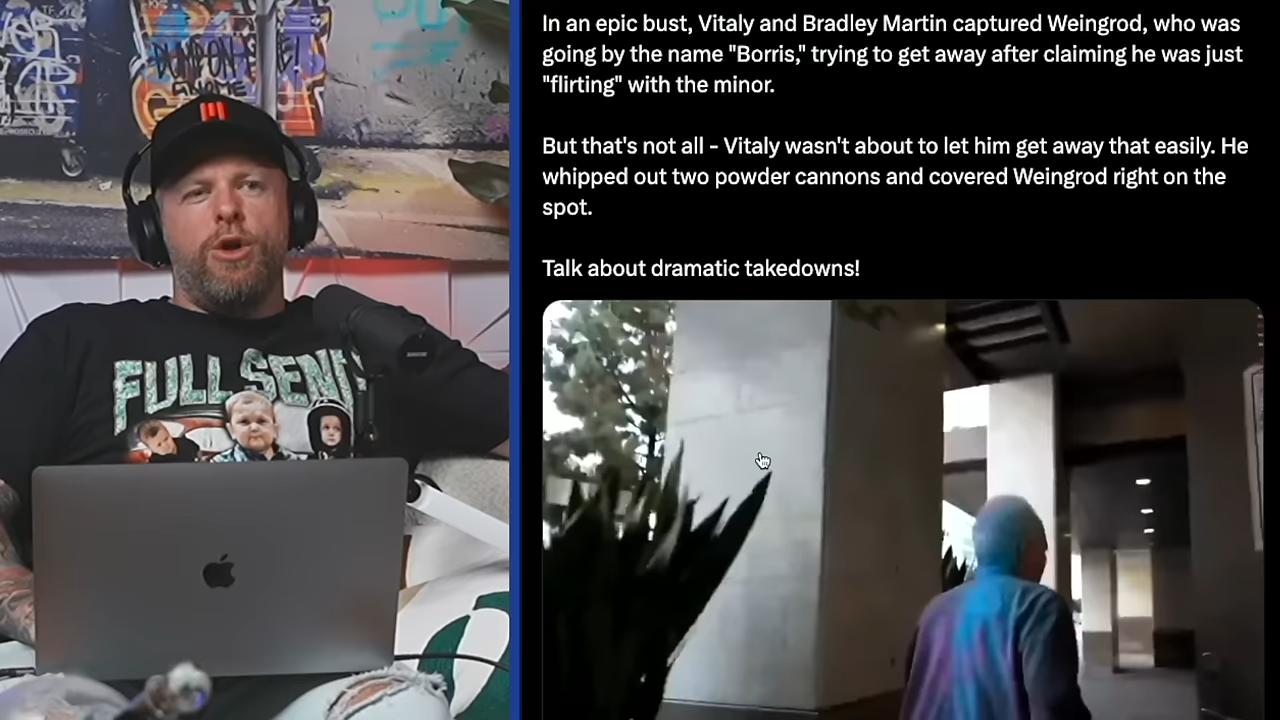 In an epic bust, Vitaly and Bradley Martin captured Weingrod, who was
going by the name "Borris," trying to get away after claiming he was just
"flirting" with the minor.
But that's not all - Vitaly wasn't about to let him get away that easily. He
whipped out two powder cannons and covered Weingrod right on the
spot.
Talk about dramatic takedowns!
FULL SEND